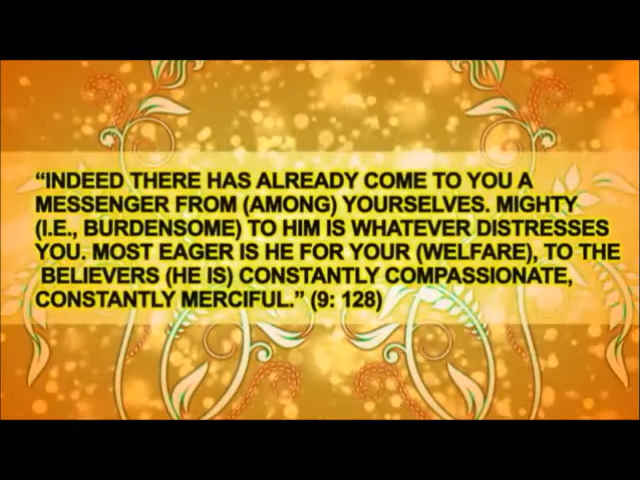 “INDEED THERE HAS ALREADY COME TO YOU A
MESSENGER FROM (AMONG) YOURSELVES. MIGHTY
(I.E., BURDENSOME) TO HIM IS WHATEVER DISTRESSES
YOU. MOST EAGER IS HE FOR YOUR (WELFARE), TO THE
BELIEVERS (HE IS) CONSTANTLY COMPASSIONATE,
CONSTANTLY MERCIFUL.” (9: 128)